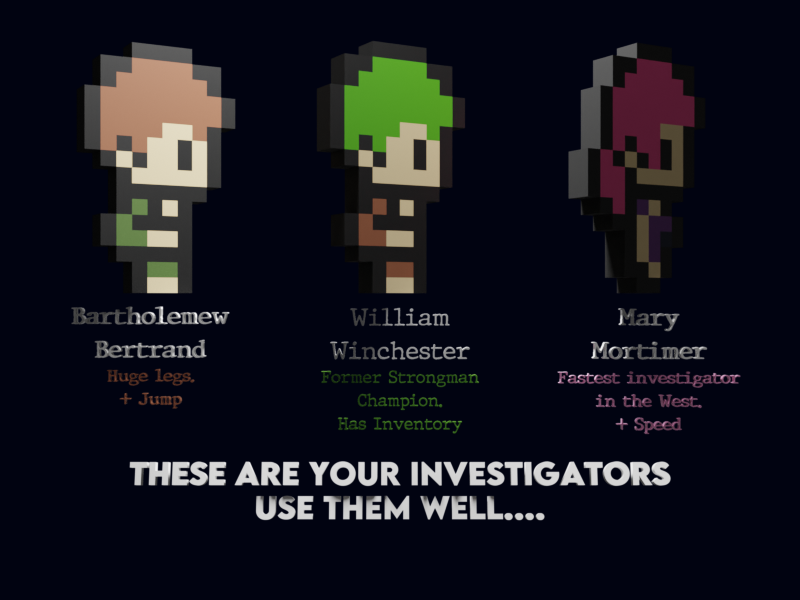 Bartholemew
Bertrand
Huge legs.
+ Jump
William
Winchester
Former Strongman
Champion.
Has Inventory
Mary
Mortimer
Fastest investigator
in the West.
+ Speed
THESE ARE YOUR INVESTIGATORS
USE THEM WELL....